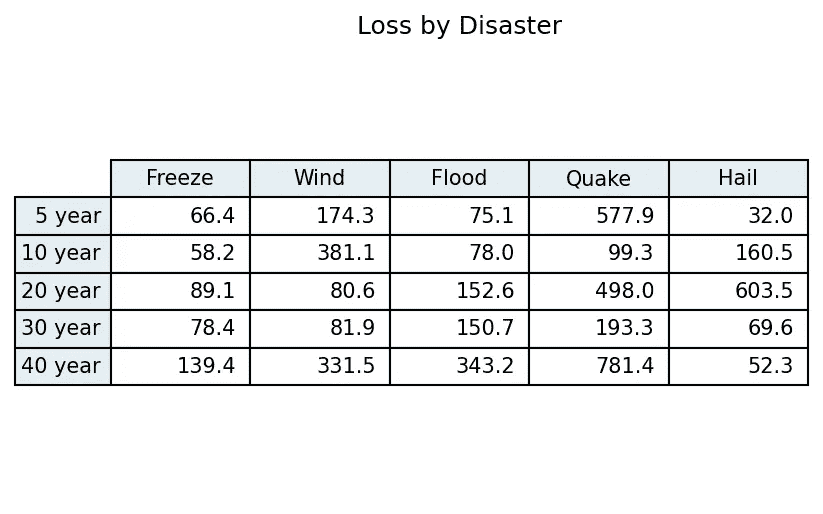 Loss by Disaster
Freeze Wind Flood Quake Hail
5 year 66.4 174.3 75.1 577.9 32.0
10 year 58.2 381.1 78.0 99.3 160.5
20 year 89.1 80.6 152.6 498.0 603.5
30 year 78.4 81.9 150.7 193.3 69.6
40 year 139.4 331.5 343.2 781.4 52.3